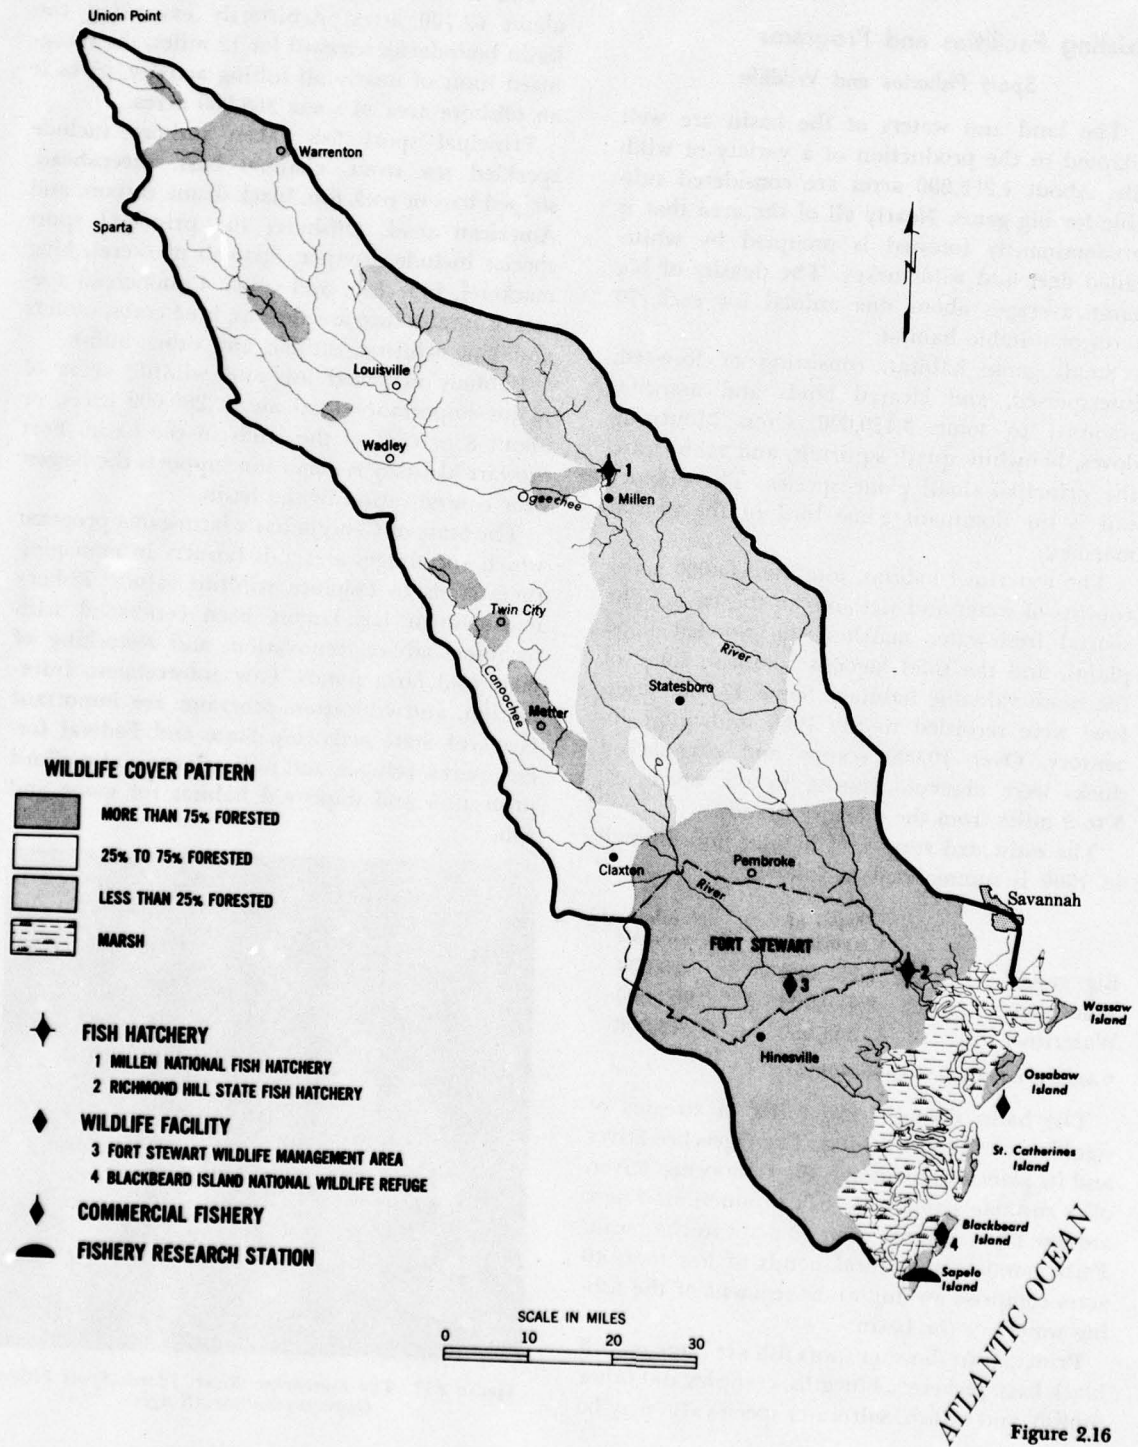 Union Point
Warrenton
Sparta
Louisville
Wadley
1
Millen
Ogeechee
Twin City
River
Canoochee
Statesboro
Metter
WILDLIFE COVER PATTERN
MORE THAN 75% FORESTED
25% TO 75% FORESTED
LESS THAN 25% FORESTED
MARSH
Claxton
Pembroke
River
Savannah
FORT STEWART
2
3
Wassaw
Island
Hinesville
Ossabaw
Island
St. Catherines
Island
Blackbeard
Island
4
Sapelo
Island
FISH HATCHERY
1 MILLEN NATIONAL FISH HATCHERY
2 RICHMOND HILL STATE FISH HATCHERY
WILDLIFE FACILITY
3 FORT STEWART WILDLIFE MANAGEMENT AREA
4 BLACKBEARD ISLAND NATIONAL WILDLIFE REFUGE
COMMERCIAL FISHERY
FISHERY RESEARCH STATION
SCALE IN MILES
0 10 20 30
ATLANTIC OCEAN
Figure 2.16